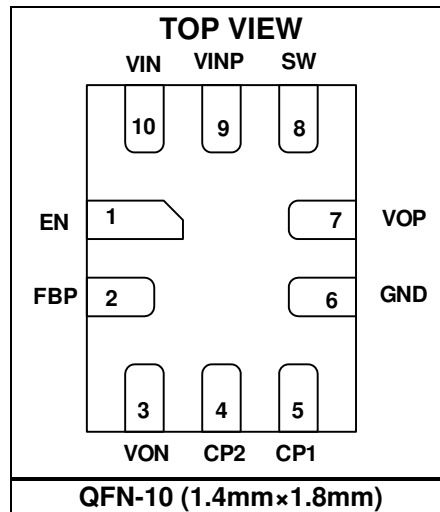 TOP VIEW
VIN VINP SW
10 9 8
EN 1 7 VOP
FBP 2 6 GND
3 4 5
VON CP2 CP1
QFN-10 (1.4mm×1.8mm)